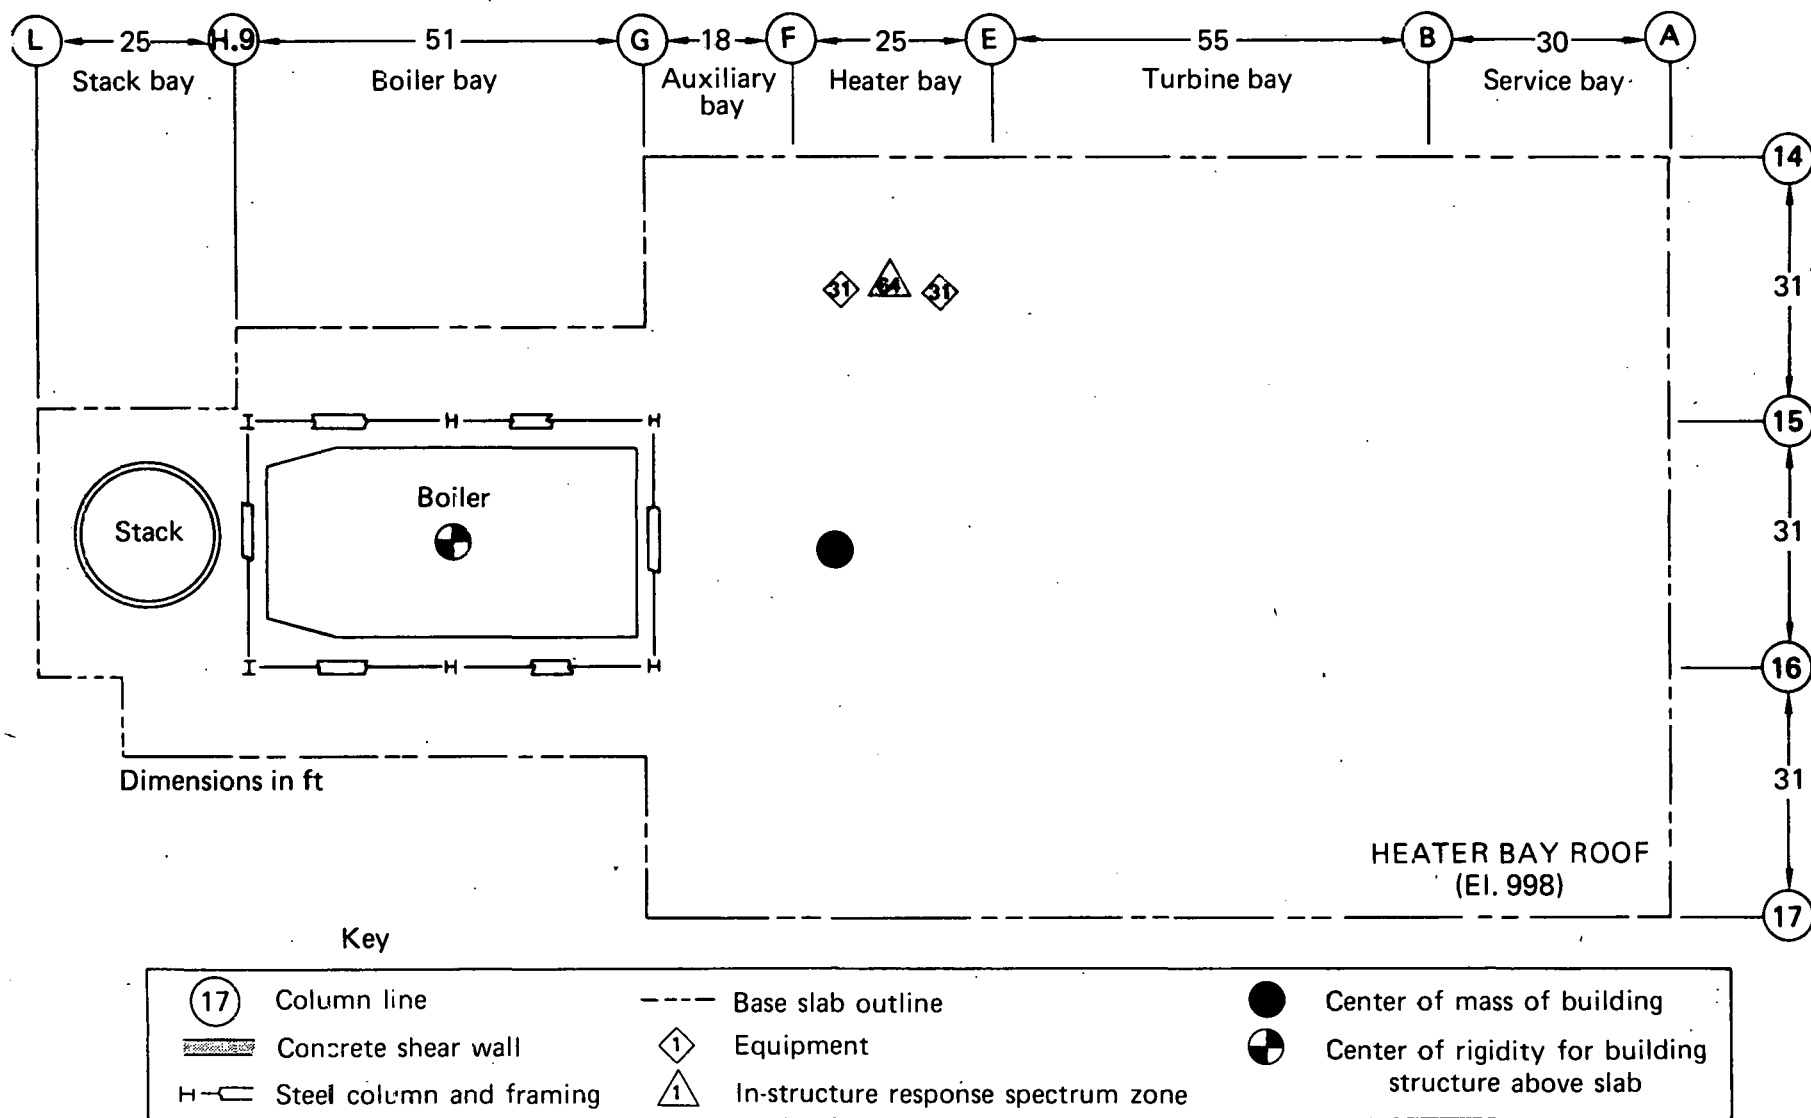 L 25 H.9 51 G 18 F 25 E 55 B 30 A
Stack bay Boiler bay Auxiliary bay Heater bay Turbine bay Service bay
14
31
31 64 31
15
Boiler
Stack
31
16
31
Dimensions in ft
HEATER BAY ROOF
(El. 998)
17
Key
17 Column line
Base slab outline
Center of mass of building
Concrete shear wall
1 Equipment
Center of rigidity for building
structure above slab
Steel column and framing
1 In-structure response spectrum zone